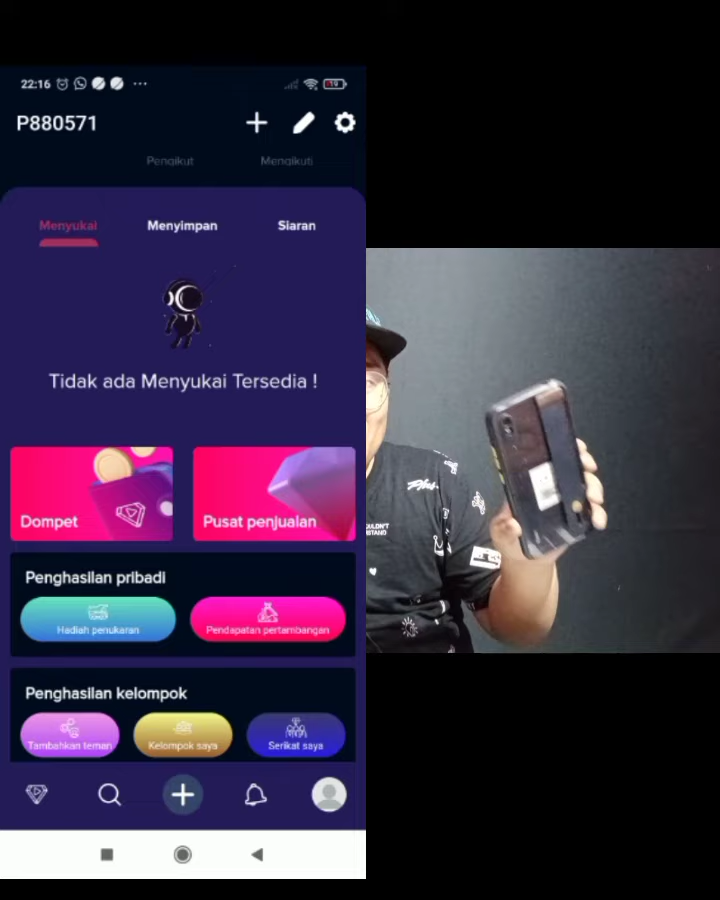 22:16
19
P880571
Pengikut Mengikuti
Menyukai Menyimpan Siaran
Tidak ada Menyukai Tersedia !
Dompet Pusat penjualan
Penghasilan pribadi
Hadiah penukaran Pendapatan pertambangan
Penghasilan kelompok
Tambahkan teman Kelompok saya Serikat saya